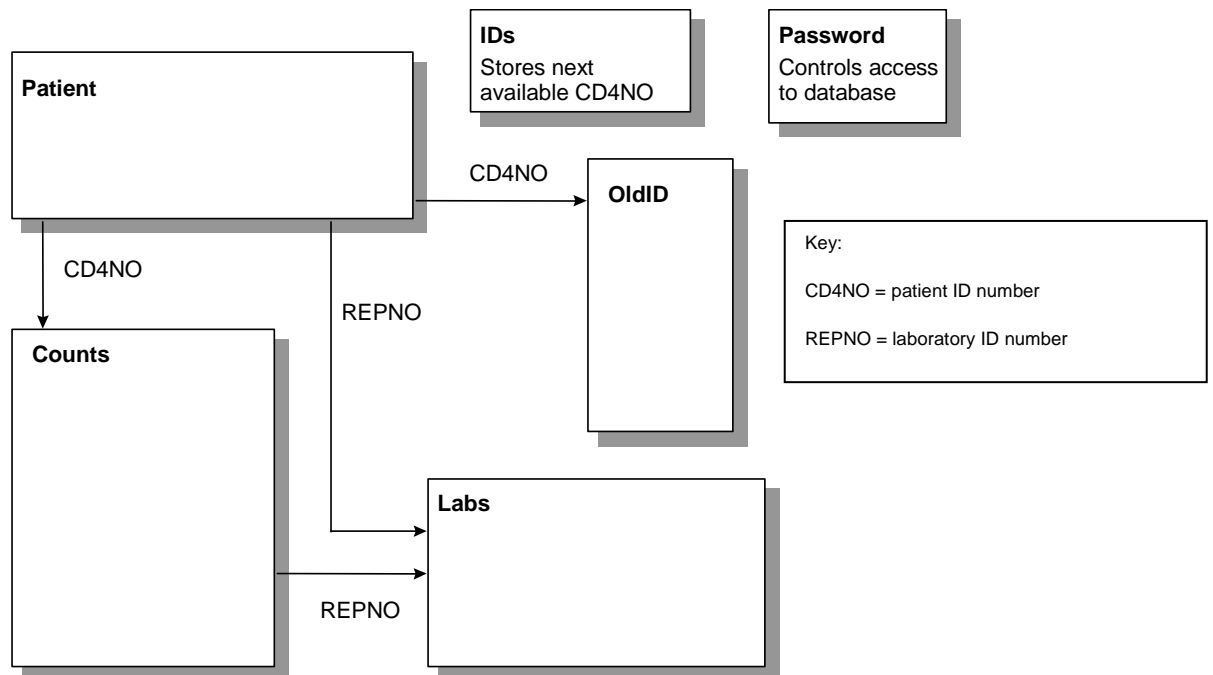 IDs
Stores next
available CD4NO
Password
Controls access
to database
Patient
CD4NO
OldID
CD4NO
REPNO
Key:
CD4NO = patient ID number
REPNO = laboratory ID number
Counts
Labs
REPNO